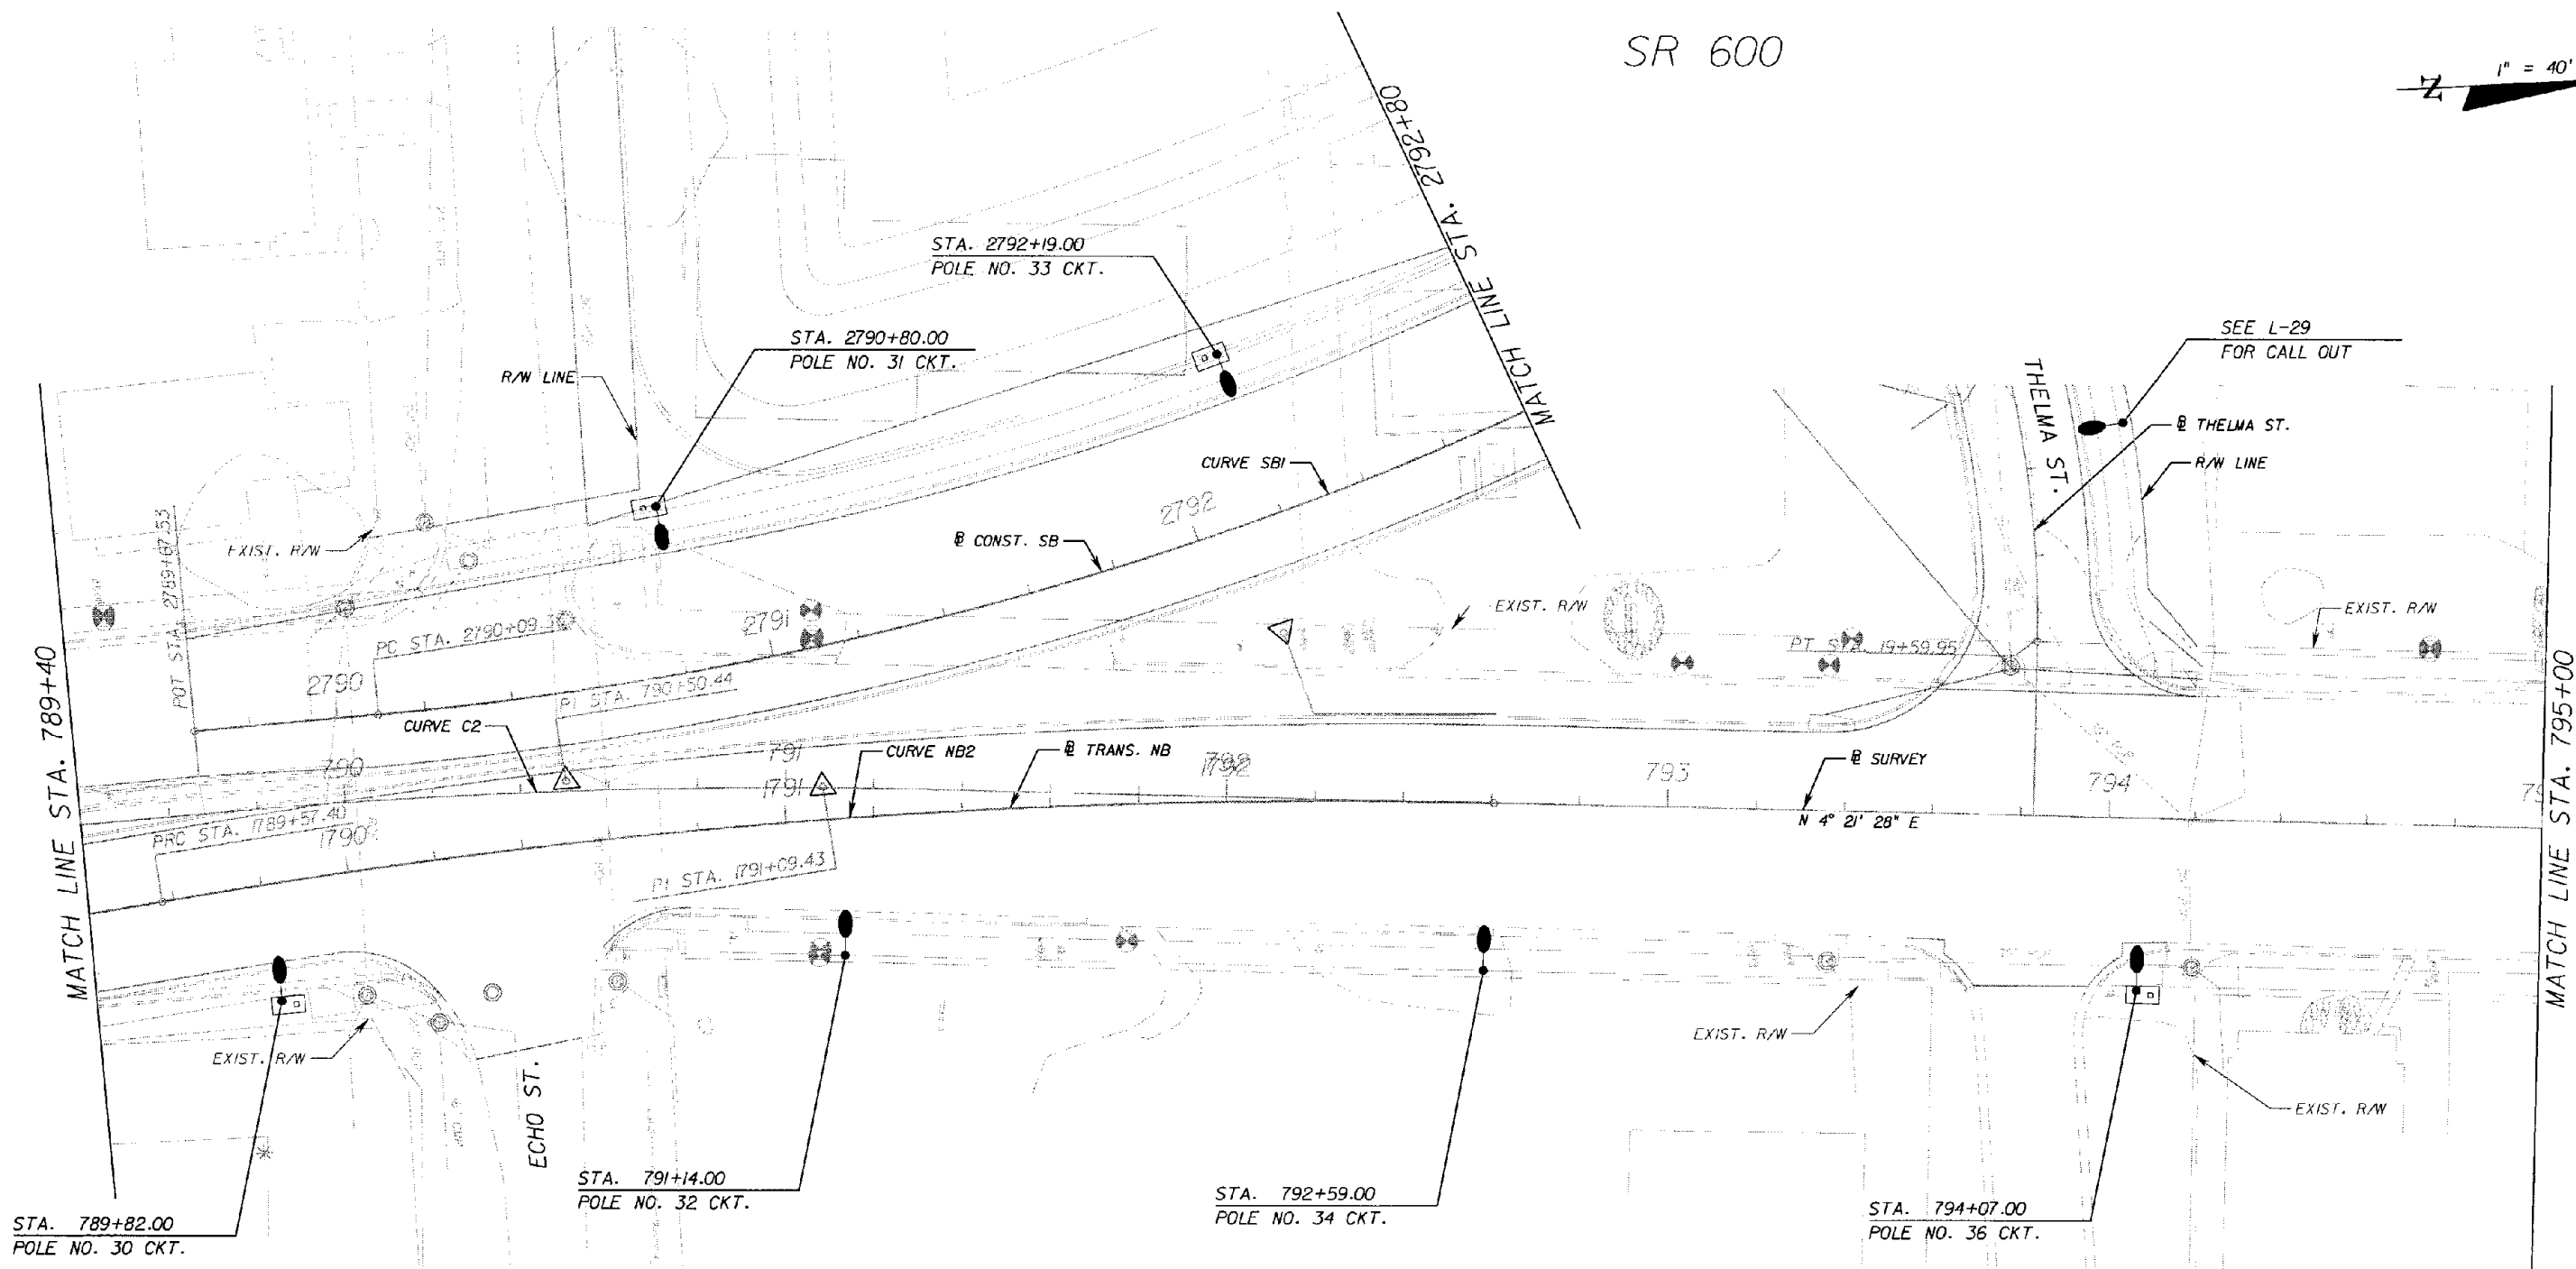 SR 600
1" = 40'
Z
MATCH LINE STA. 2792+80
STA. 2792+19.00
POLE NO. 33 CKT.
STA. 2790+80.00
POLE NO. 31 CKT.
R/W LINE
SEE L-29
FOR CALL OUT
THELMA ST.
℄ THELMA ST.
R/W LINE
CURVE SB1
2792
℄ CONST. SB
EXIST. R/W
POT STA. 2789+67.53
MATCH LINE STA. 789+40
PC STA. 2790+09.3
2791
2790
EXIST. R/W
EXIST. R/W
PT STA. 19+59.95
PI STA. 790+50.44
CURVE C2
790
791
CURVE NB2
℄ TRANS. NB
792
1792
793
℄ SURVEY
794
1791
N 4° 21' 28" E
PRC STA. 1789+57.40
1790
PI STA. 1791+09.43
MATCH LINE STA. 795+00
EXIST. R/W
EXIST. R/W
EXIST. R/W
ECHO ST.
STA. 791+14.00
POLE NO. 32 CKT.
STA. 792+59.00
POLE NO. 34 CKT.
STA. 794+07.00
POLE NO. 36 CKT.
STA. 789+82.00
POLE NO. 30 CKT.